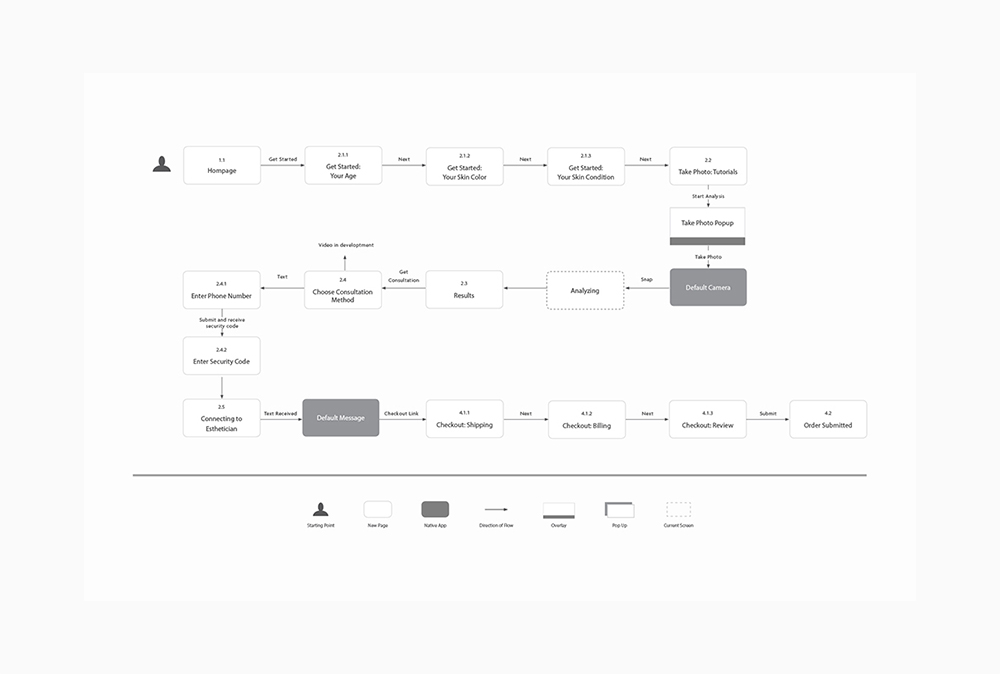 1.1
Hompage
Get Started
2.1.1
Get Started:
Your Age
Next
2.1.2
Get Started:
Your Skin Color
Next
2.1.3
Get Started:
Your Skin Condition
Next
2.2
Take Photo: Tutorials
Start Analysis
Take Photo Popup
Take Photo
Default Camera
Snap
Analyzing
2.3
Results
Get
Consultation
2.4
Choose Consultation
Method
Video in developtment
Text
2.4.1
Enter Phone Number
Submit and receive
security code
2.4.2
Enter Security Code
2.5
Connecting to
Esthetician
Text Received
Default Message
Checkout Link
4.1.1
Checkout: Shipping
Next
4.1.2
Checkout: Billing
Next
4.1.3
Checkout: Review
Submit
4.2
Order Submitted
Starting Point
New Page
Native App
Direction of Flow
Overlay
Pop Up
Current Screen